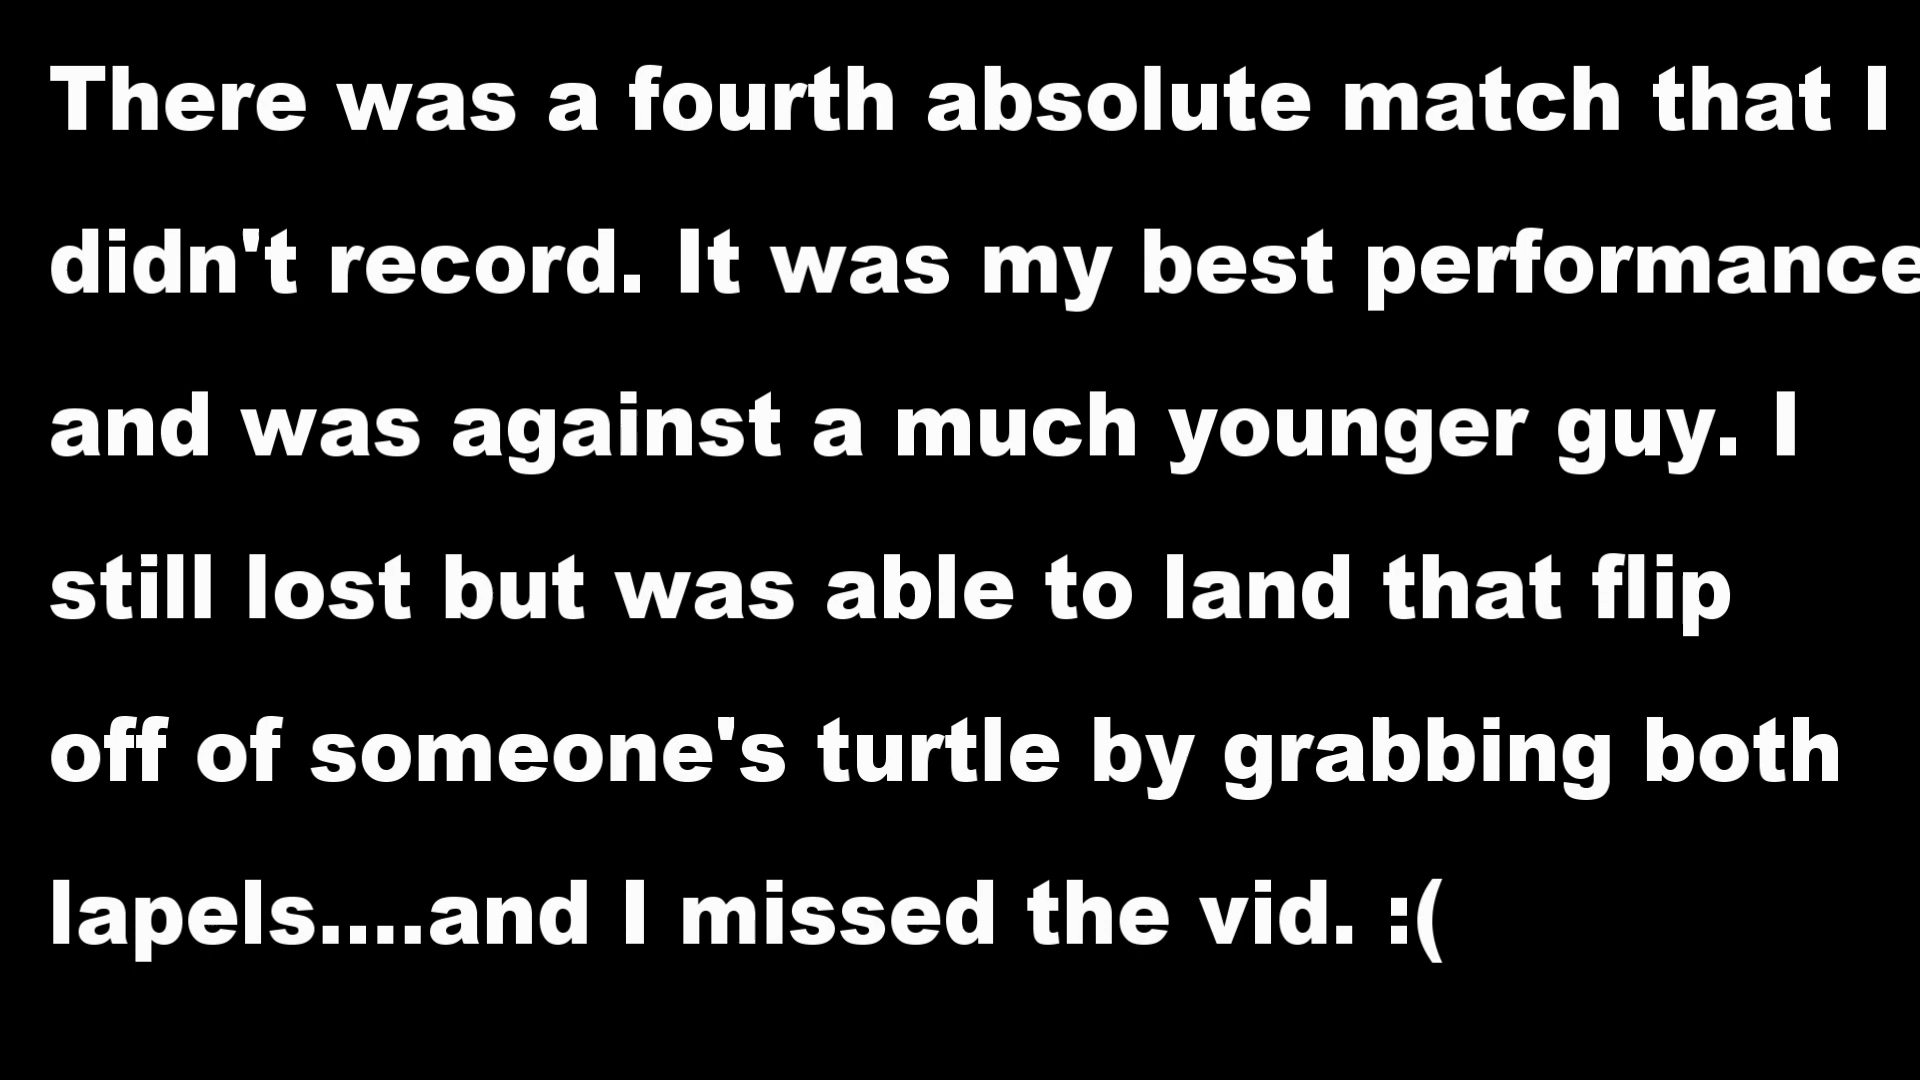 There was a fourth absolute match that I
didn't record. It was my best performance
and was against a much younger guy. I
still lost but was able to land that flip
off of someone's turtle by grabbing both
lapels....and I missed the vid. :(